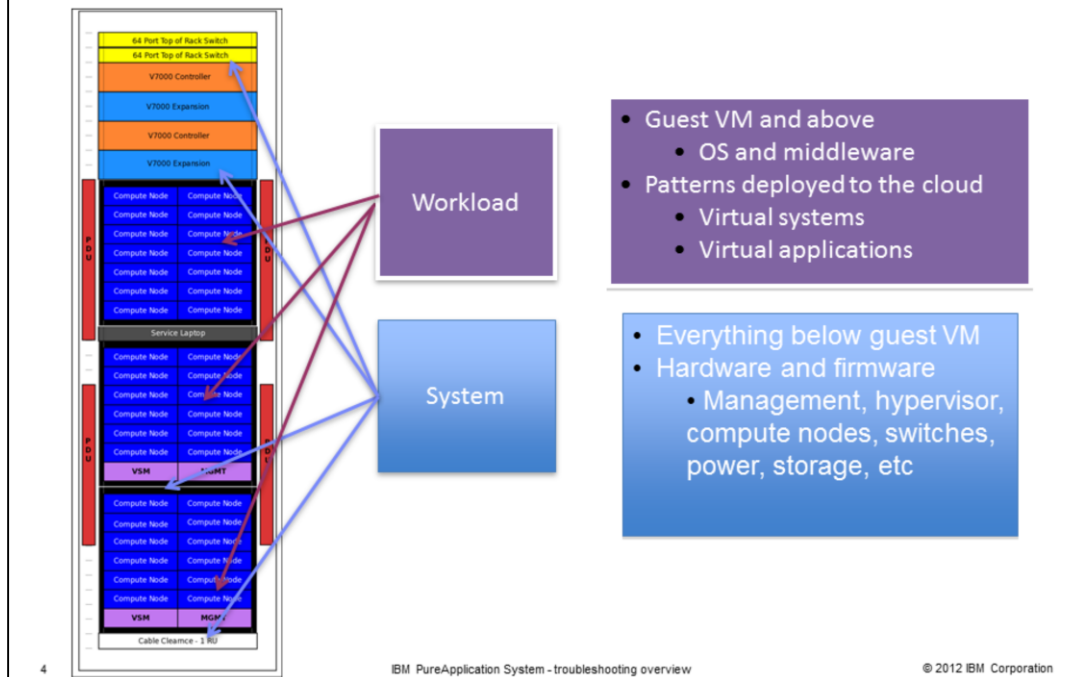 64 Port Top of Rack Switch
64 Port Top of Rack Switch
V7000 Controller
V7000 Expansion
V7000 Controller
V7000 Expansion
Compute Node Compute Node
Compute Node Compute Node
Compute Node Compute Node
Compute Node Compute Node
Compute Node Compute Node
Compute Node Compute Node
Compute Node Compute Node
PDU
PDU
Service Laptop
Compute Node Compute Node
Compute Node Compute Node
Compute Node Compute Node
Compute Node Compute Node
Compute Node Compute Node
Compute Node Compute Node
VSM MGMT
PDU
PDU
Compute Node Compute Node
Compute Node Compute Node
Compute Node Compute Node
Compute Node Compute Node
Compute Node Compute Node
Compute Node Compute Node
VSM MGMT
Cable Clearnce - 1 RU
Workload
• Guest VM and above
• OS and middleware
• Patterns deployed to the cloud
• Virtual systems
• Virtual applications
System
• Everything below guest VM
• Hardware and firmware
• Management, hypervisor,
compute nodes, switches,
power, storage, etc
4
IBM PureApplication System - troubleshooting overview
© 2012 IBM Corporation